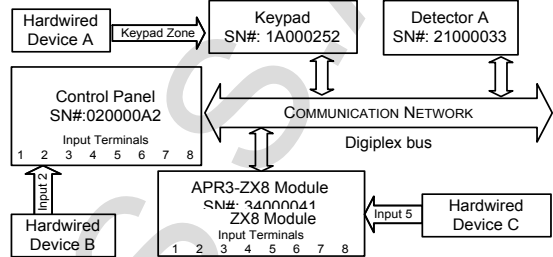 Hardwired
Device A
Keypad Zone
Keypad
SN#: 1A000252
Detector A
SN#: 21000033
Control Panel
SN#:020000A2
Input Terminals
1 2 3 4 5 6 7 8
COMMUNICATION NETWORK
Digiplex bus
Input 2
Hardwired
Device B
APR3-ZX8 Module
SN#: 34000041
ZX8 Module
Input Terminals
1 2 3 4 5 6 7 8
Input 5
Hardwired
Device C